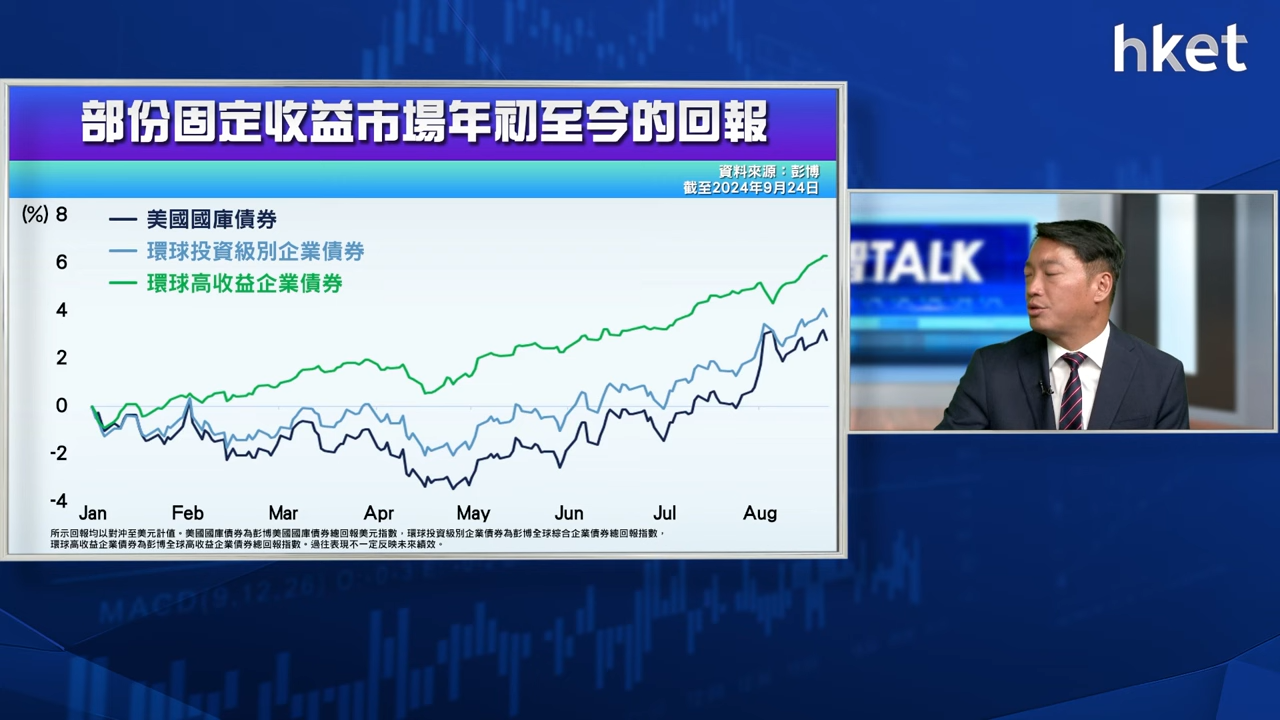 hket
部份固定收益市場年初至今的回報
資料來源：彭博
截至2024年9月24日
(%) 8
美國國庫債券
環球投資級別企業債券
環球高收益企業債券
6
4
2
0
-2
-4
Jan Feb Mar Apr May Jun Jul Aug
所示回報均以對沖至美元計值。美國國庫債券為彭博美國國庫債券總回報美元指數，環球投資級別企業債券為彭博全球綜合企業債券總回報指數，
環球高收益企業債券為彭博全球高收益企業債券總回報指數。過往表現不一定反映未來績效。
TALK
MACD(9,12,26)